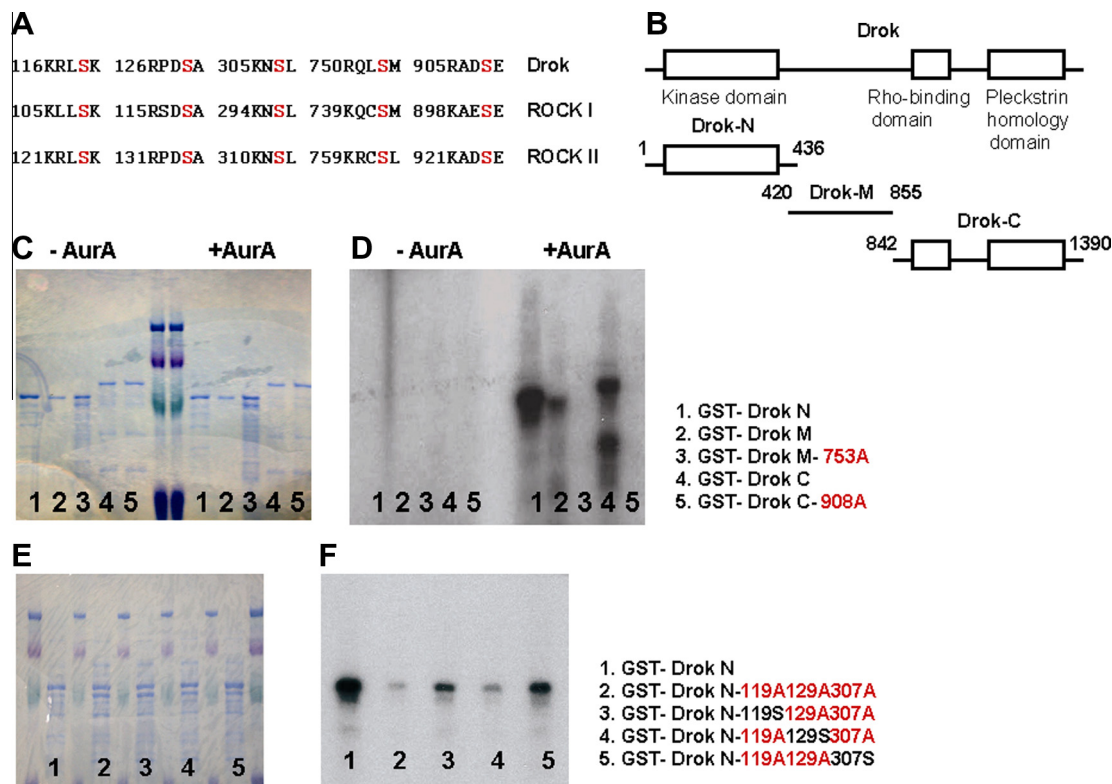 A
116KRLSK 126RPDSA 305KNSL 750RQLSM 905RADSE Drok
105KLLSK 115RSDSA 294KNSL 739KQCSM 898KAESE ROCK I
121KRLSK 131RPDSA 310KNSL 759KRCSL 921KADSE ROCK II
B
Drok
Kinase domain
Rho-binding domain
Pleckstrin homology domain
Drok-N
1 436
420 Drok-M 855
Drok-C
842 1390
C
- AurA +AurA
1 2 3 4 5 1 2 3 4 5
D
- AurA +AurA
1 2 3 4 5 1 2 3 4 5
1. GST- Drok N
2. GST- Drok M
3. GST- Drok M- 753A
4. GST- Drok C
5. GST- Drok C- 908A
E
1 2 3 4 5
F
1 2 3 4 5
1. GST- Drok N
2. GST- Drok N-119A129A307A
3. GST- Drok N-119S129A307A
4. GST- Drok N-119A129S307A
5. GST- Drok N-119A129A307S